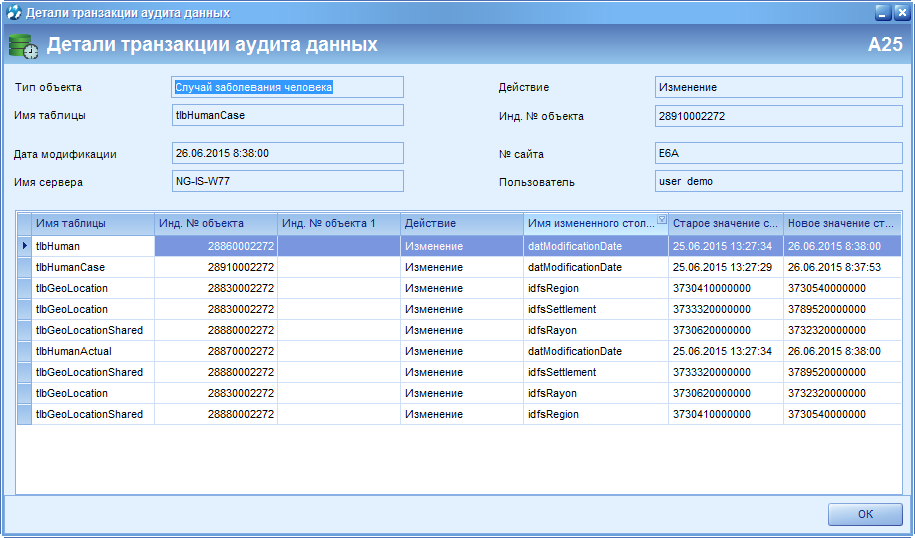 Детали транзакции аудита данных
Детали транзакции аудита данных A25
Тип объекта Случай заболевания человека Действие Изменение
Имя таблицы tlbHumanCase Инд. № объекта 28910002272
Дата модификации 26.06.2015 8:38:00 № сайта E6A
Имя сервера NG-IS-W77 Пользователь user demo
Имя таблицы Инд. № объекта Инд. № объекта 1 Действие Имя измененного стол... Старое значение с... Новое значение ст...
tlbHuman 28860002272 Изменение datModificationDate 25.06.2015 13:27:34 26.06.2015 8:38:00
tlbHumanCase 28910002272 Изменение datModificationDate 25.06.2015 13:27:29 26.06.2015 8:37:53
tlbGeoLocation 28830002272 Изменение idfsRegion 3730410000000 3730540000000
tlbGeoLocation 28830002272 Изменение idfsSettlement 3733320000000 3789520000000
tlbGeoLocationShared 28880002272 Изменение idfsRayon 3730620000000 3732320000000
tlbHumanActual 28870002272 Изменение datModificationDate 25.06.2015 13:27:34 26.06.2015 8:38:00
tlbGeoLocationShared 28880002272 Изменение idfsSettlement 3733320000000 3789520000000
tlbGeoLocation 28830002272 Изменение idfsRayon 3730620000000 3732320000000
tlbGeoLocationShared 28880002272 Изменение idfsRegion 3730410000000 3730540000000
ОК